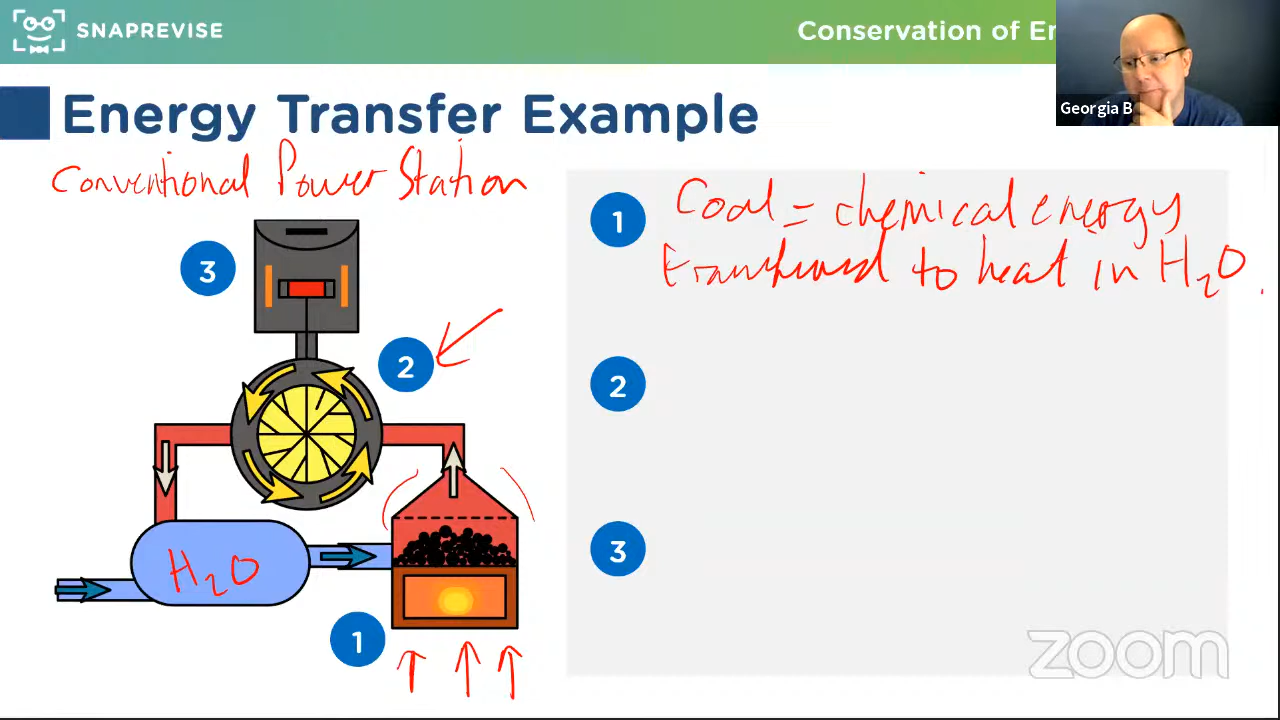 SNAPREVISE
Conservation of En
Georgia B
Energy Transfer Example
Conventional Power Station
3
2
H2O
1
1
Coal = chemical energy
transferred to heat in H2O.
2
3
zoom